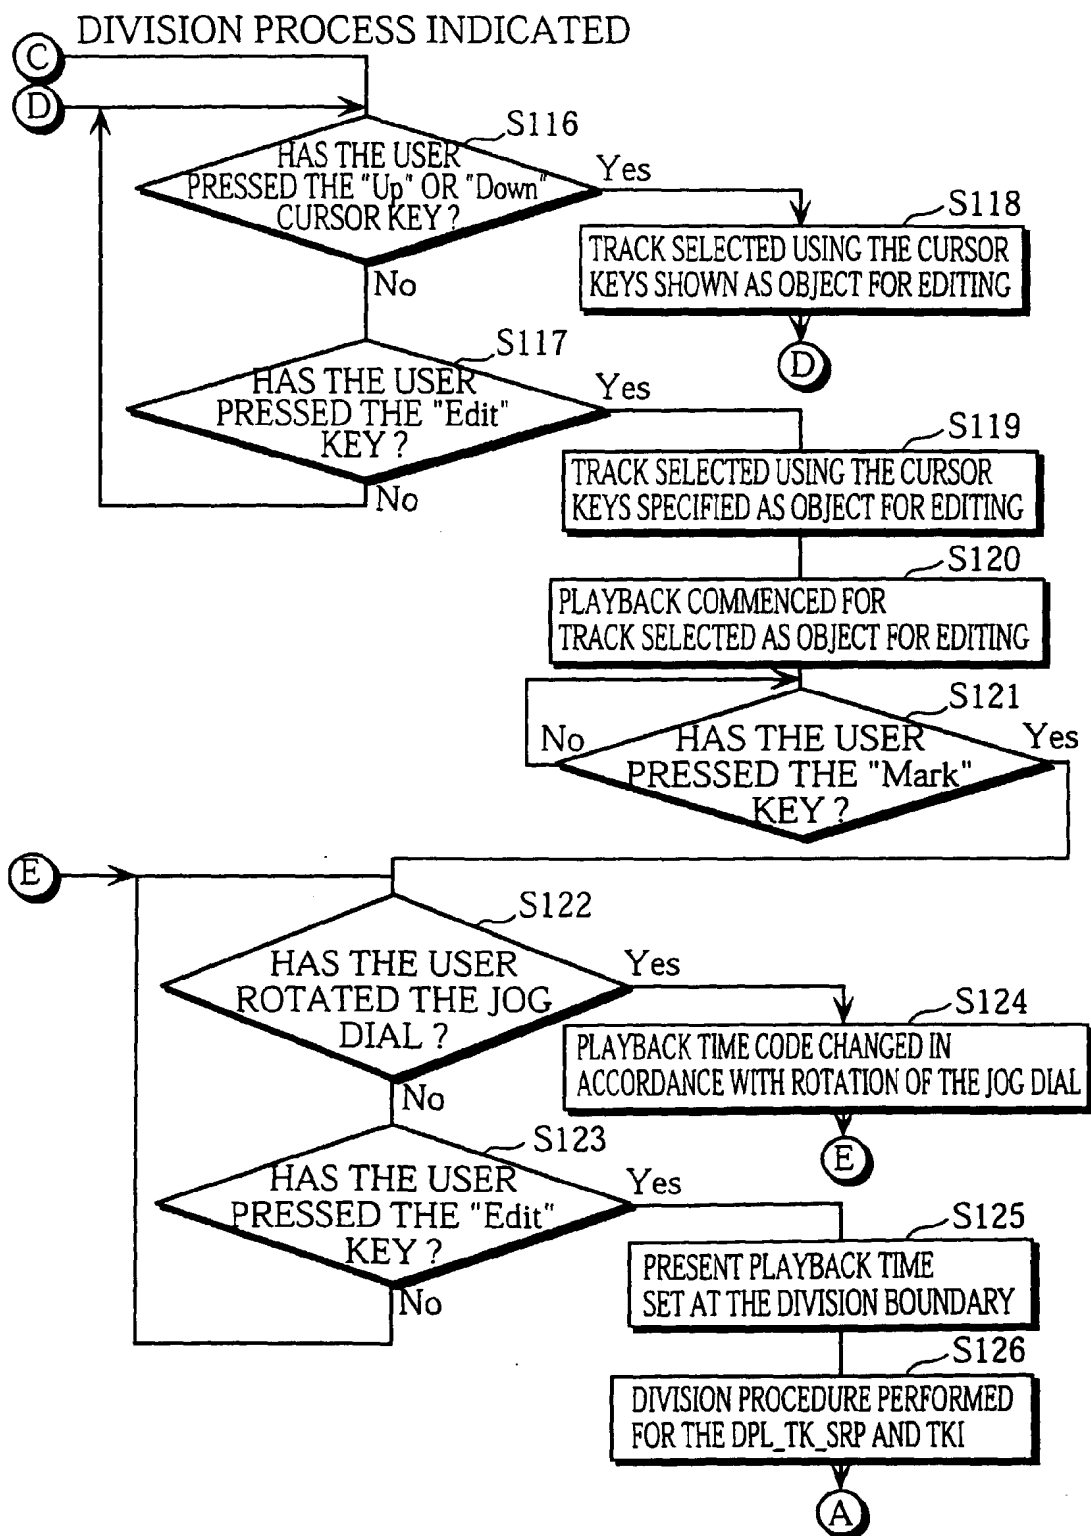 DIVISION PROCESS INDICATED
C
D
S116
HAS THE USER
PRESSED THE "Up" OR "Down"
CURSOR KEY ?
Yes
No
S118
TRACK SELECTED USING THE CURSOR
KEYS SHOWN AS OBJECT FOR EDITING
D
S117
HAS THE USER
PRESSED THE "Edit"
KEY ?
Yes
No
S119
TRACK SELECTED USING THE CURSOR
KEYS SPECIFIED AS OBJECT FOR EDITING
S120
PLAYBACK COMMENCED FOR
TRACK SELECTED AS OBJECT FOR EDITING
S121
No
HAS THE USER
PRESSED THE "Mark"
KEY ?
Yes
E
S122
HAS THE USER
ROTATED THE JOG
DIAL ?
Yes
No
S124
PLAYBACK TIME CODE CHANGED IN
ACCORDANCE WITH ROTATION OF THE JOG DIAL
E
S123
HAS THE USER
PRESSED THE "Edit"
KEY ?
Yes
No
S125
PRESENT PLAYBACK TIME
SET AT THE DIVISION BOUNDARY
S126
DIVISION PROCEDURE PERFORMED
FOR THE DPL_TK_SRP AND TKI
A